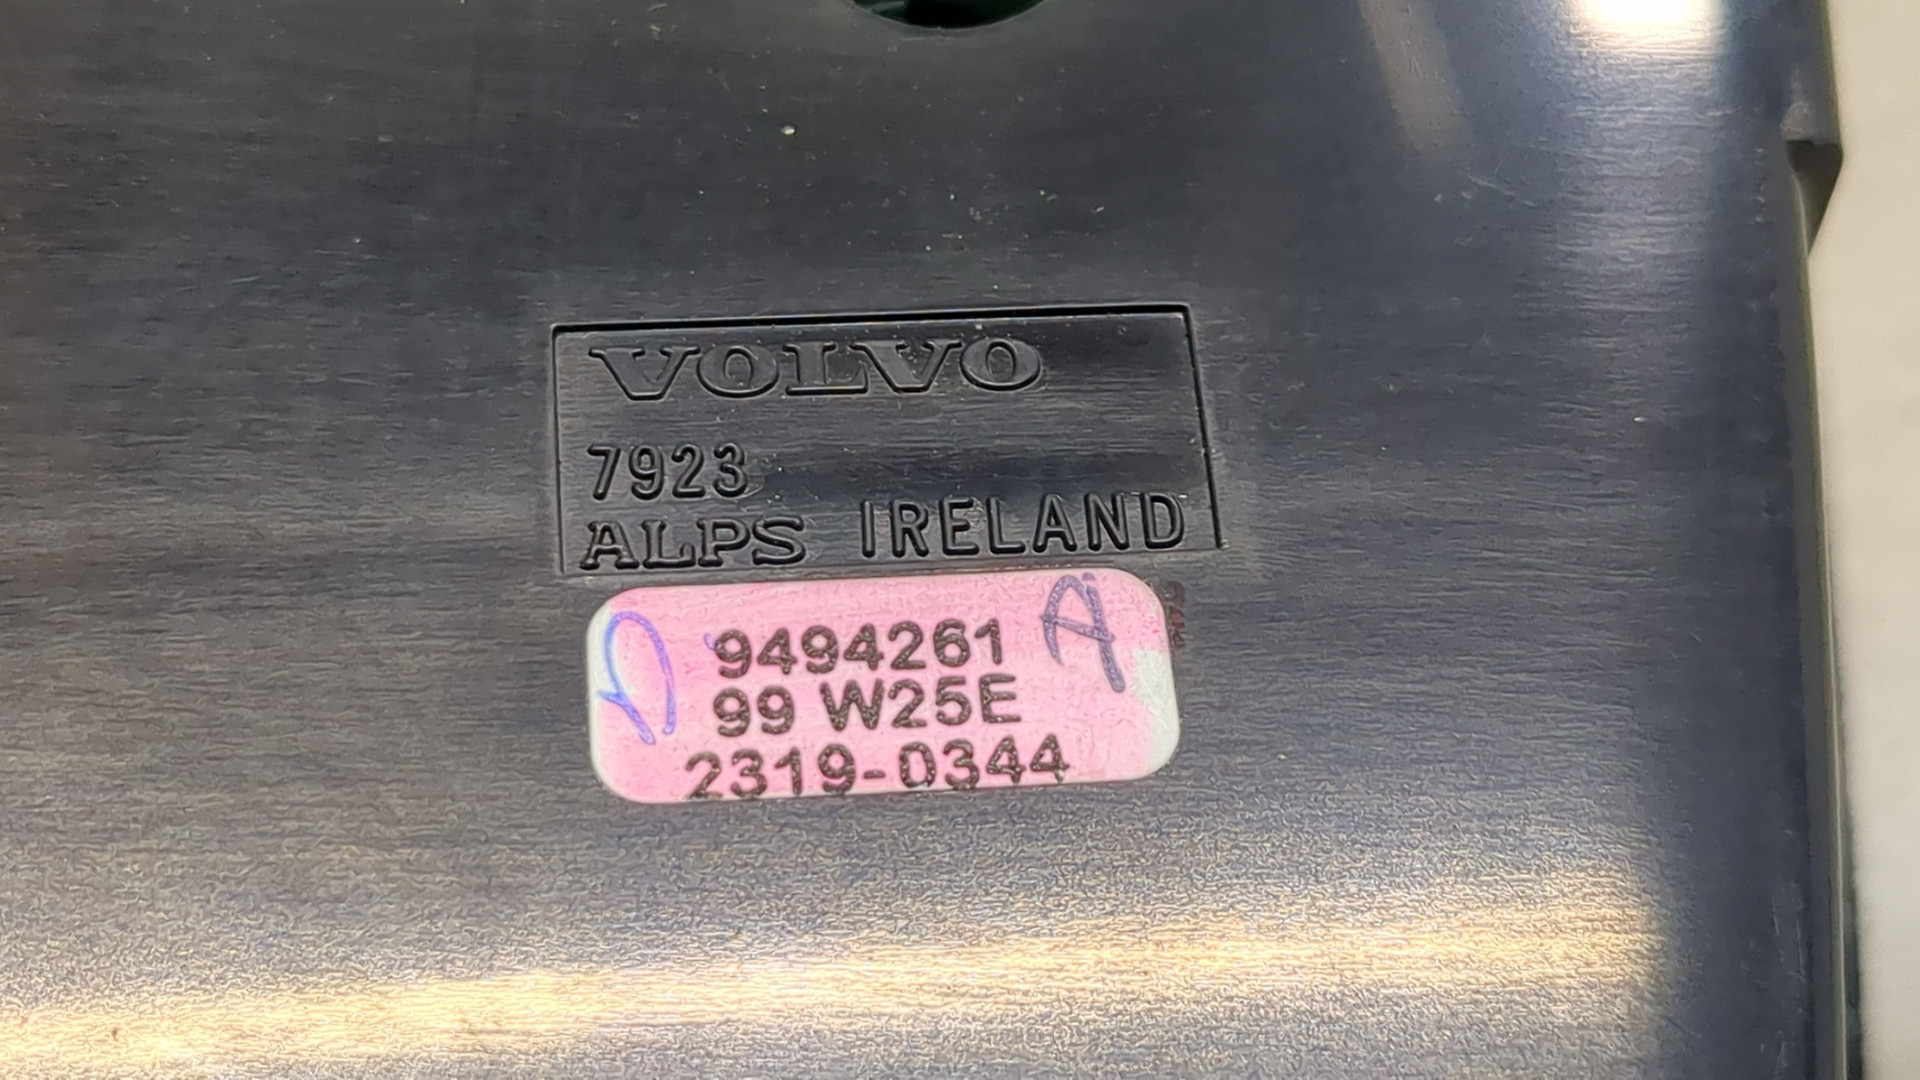 VOLVO
7923
ALPS IRELAND
9494261 A
99 W25E
2319-0344